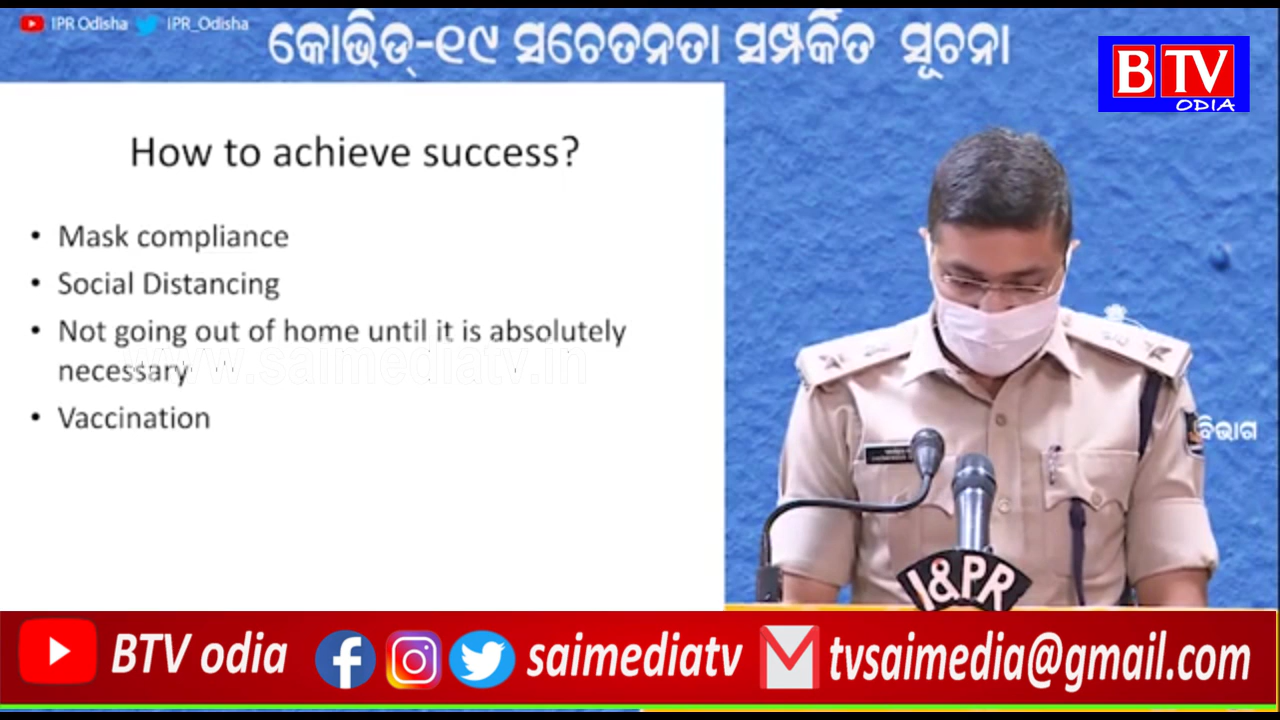 IPR Odisha IPR_Odisha
କୋଭିଡ୍-୧୯ ସଚେତନତା ସମ୍ପର୍କିତ ସୂଚନା
BTV
ODIA
How to achieve success?
• Mask compliance
• Social Distancing
• Not going out of home until it is absolutely
necessary
www.saimediatv.in
• Vaccination
ବିଭାଗ
I&PR
BTV odia saimediatv tvsaimedia@gmail.com